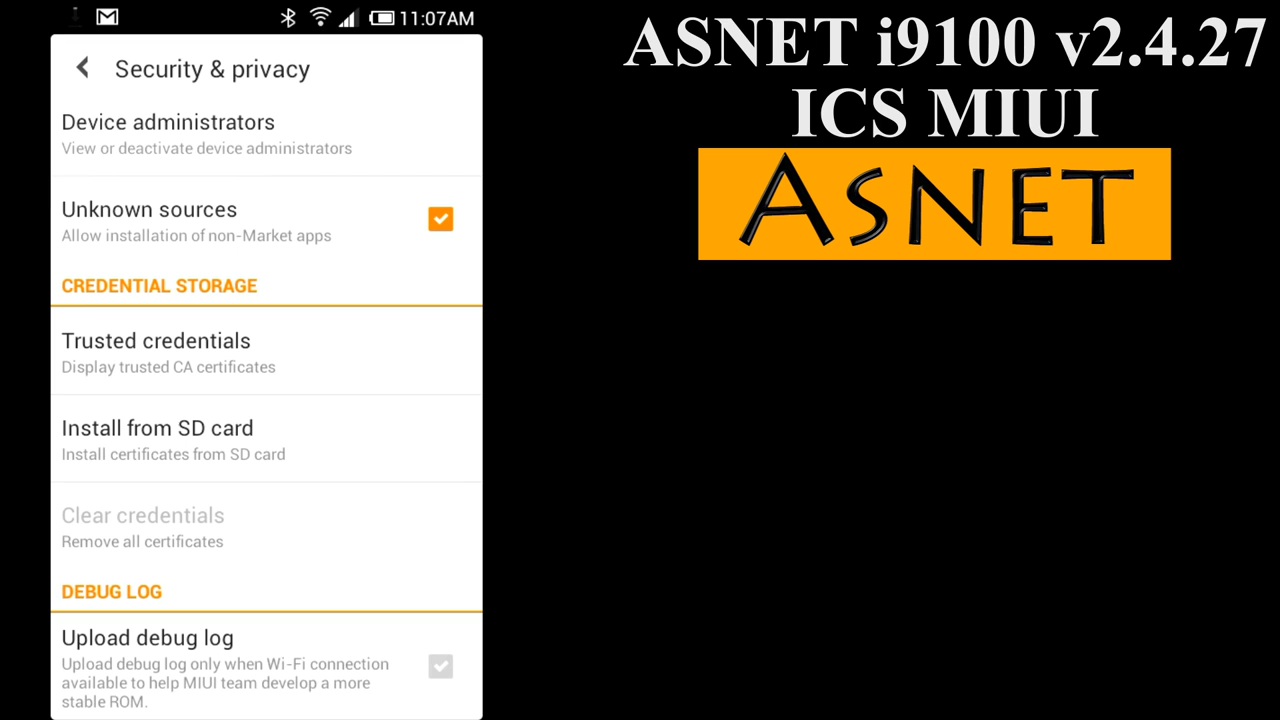 11:07AM
Security & privacy
Device administrators
View or deactivate device administrators
Unknown sources
Allow installation of non-Market apps
CREDENTIAL STORAGE
Trusted credentials
Display trusted CA certificates
Install from SD card
Install certificates from SD card
Clear credentials
Remove all certificates
DEBUG LOG
Upload debug log
Upload debug log only when Wi-Fi connection
available to help MIUI team develop a more
stable ROM.
ASNET i9100 v2.4.27
ICS MIUI
ASNET